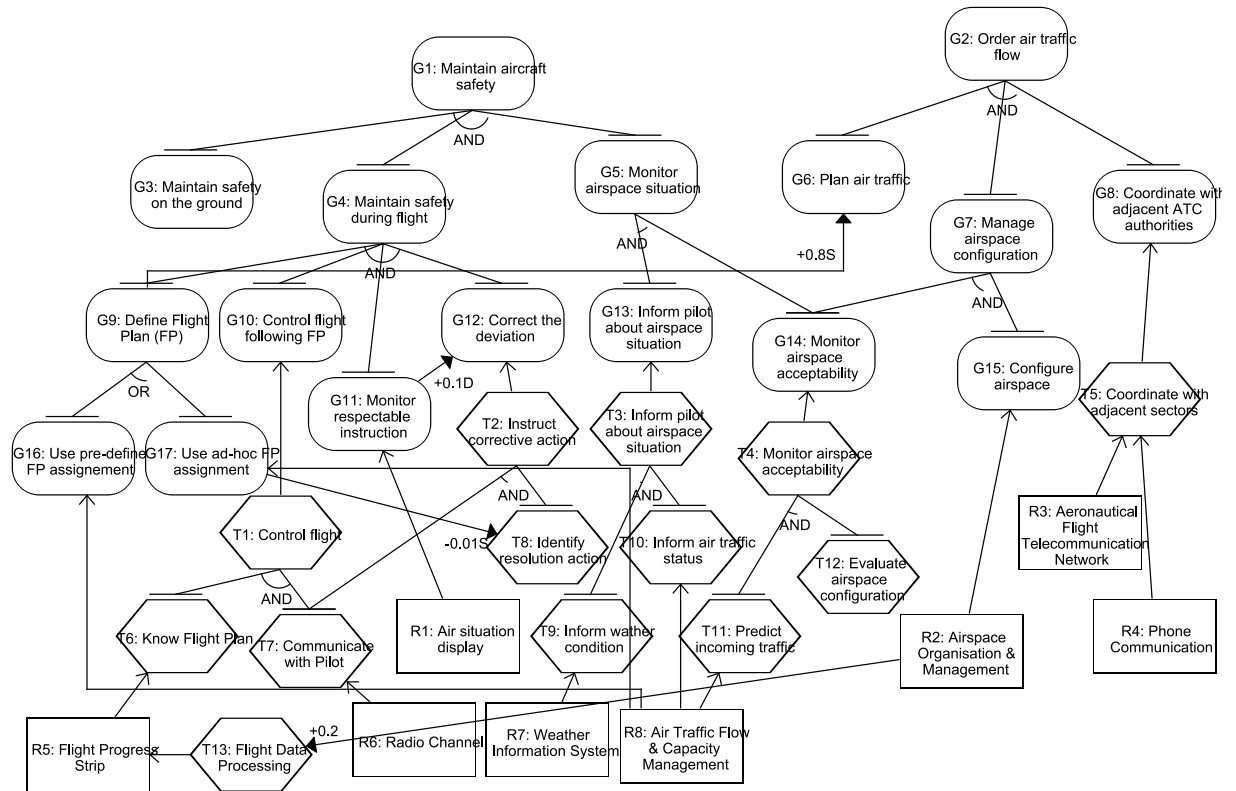 G2: Order air traffic
flow
G1: Maintain aircraft
safety
AND
AND
G3: Maintain safety
on the ground
G4: Maintain safety
during flight
G5: Monitor
airspace situation
G6: Plan air traffic
G8: Coordinate with
adjacent ATC
authorities
G7: Manage
airspace
configuration
AND
AND
+0.8S
AND
G9: Define Flight
Plan (FP)
G10: Control flight
following FP
G12: Correct the
deviation
G13: Inform pilot
about airspace
situation
G14: Monitor
airspace
acceptability
G15: Configure
airspace
OR
+0.1D
G11: Monitor
respectable
instruction
T2: Instruct
corrective action
T3: Inform pilot
about airspace
situation
T5: Coordinate with
adjacent sectors
G16: Use pre-define
FP assignement
G17: Use ad-hoc FP
assignment
T4: Monitor airspace
acceptability
AND
AND
AND
T1: Control flight
-0.01S
T8: Identify
resolution action
T10: Inform air traffic
status
T12: Evaluate
airspace
configuration
R3: Aeronautical
Flight
Telecommunication
Network
AND
T6: Know Flight Plan
T7: Communicate
with Pilot
R1: Air situation
display
T9: Inform wather
condition
T11: Predict
incoming traffic
R2: Airspace
Organisation &
Management
R4: Phone
Communication
+0.2
R5: Flight Progress
Strip
T13: Flight Data
Processing
R6: Radio Channel
R7: Weather
Information System
R8: Air Traffic Flow
& Capacity
Management